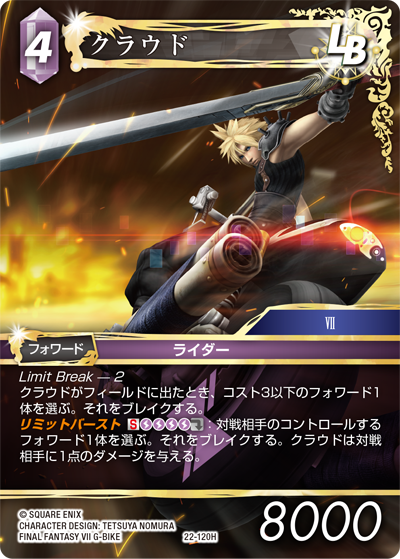 4
クラウド
LB
VII
フォワード
ライダー
Limit Break ― 2
クラウドがフィールドに出たとき、コスト3以下のフォワード1
体を選ぶ。それをブレイクする。
リミットバースト S : 対戦相手のコントロールする
フォワード1体を選ぶ。それをブレイクする。クラウドは対戦
相手に1点のダメージを与える。
© SQUARE ENIX
CHARACTER DESIGN: TETSUYA NOMURA
FINAL FANTASY VII G-BIKE
22-120H
8000